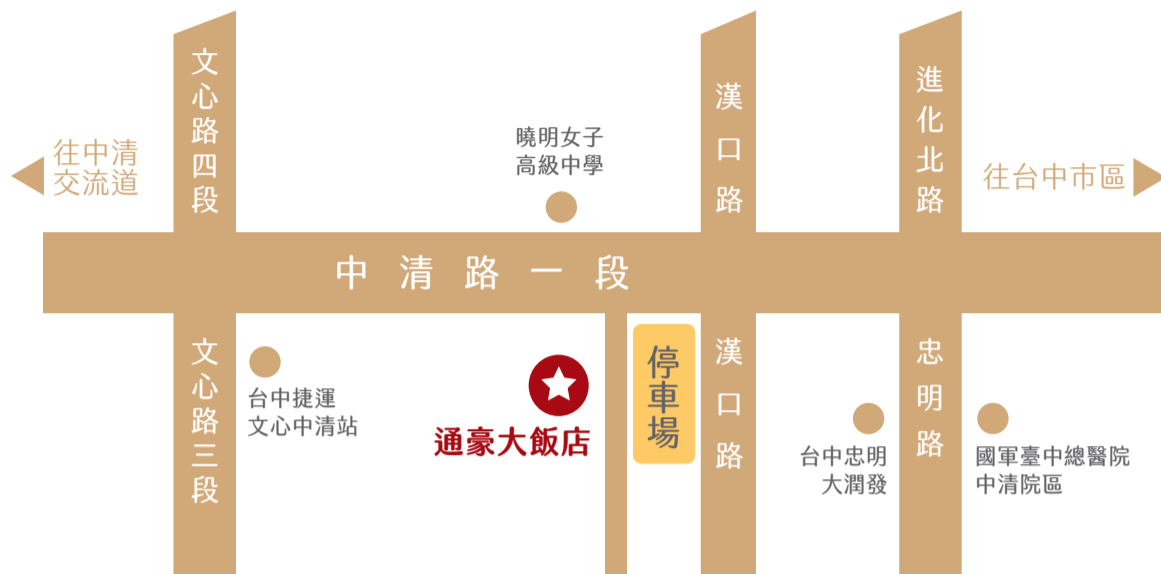 文心路四段
漢口路
進化北路
往中清
交流道
曉明女子
高級中學
往台中市區
中清路一段
文心路三段
台中捷運
文心中清站
通豪大飯店
停車場
漢口路
台中忠明
大潤發
忠明路
國軍臺中總醫院
中清院區